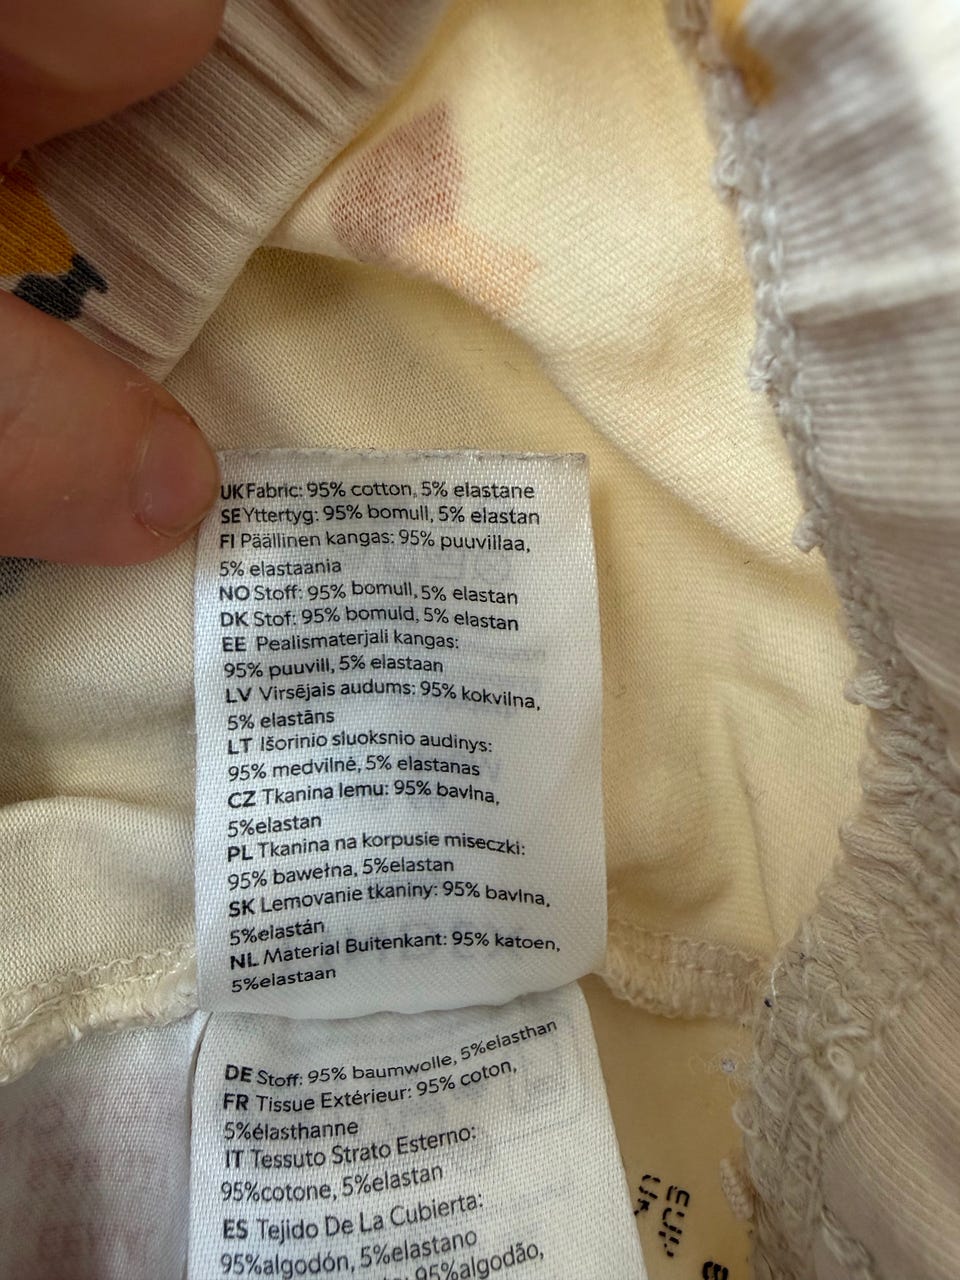 UK Fabric: 95% cotton, 5% elastane
SE Yttertyg: 95% bomull, 5% elastan
FI Päällinen kangas: 95% puuvillaa,
5% elastaania
NO Stoff: 95% bomull, 5% elastan
DK Stof: 95% bomuld, 5% elastan
EE Pealismaterjali kangas:
95% puuvill, 5% elastaan
LV Virsējais audums: 95% kokvilna,
5% elastāns
LT Išorinio sluoksnio audinys:
95% medvilnė, 5% elastanas
CZ Tkanina lemu: 95% bavlna,
5%elastan
PL Tkanina na korpusie miseczki:
95% bawełna, 5%elastan
SK Lemovanie tkaniny: 95% bavlna,
5%elastán
NL Material Buitenkant: 95% katoen,
5%elastaan
DE Stoff: 95% baumwolle, 5%elasthan
FR Tissue Extérieur: 95% coton,
5%élasthanne
IT Tessuto Strato Esterno:
95%cotone, 5%elastan
ES Tejido De La Cubierta:
95%algodón, 5%elastano
95%algodão,
EUR
UK